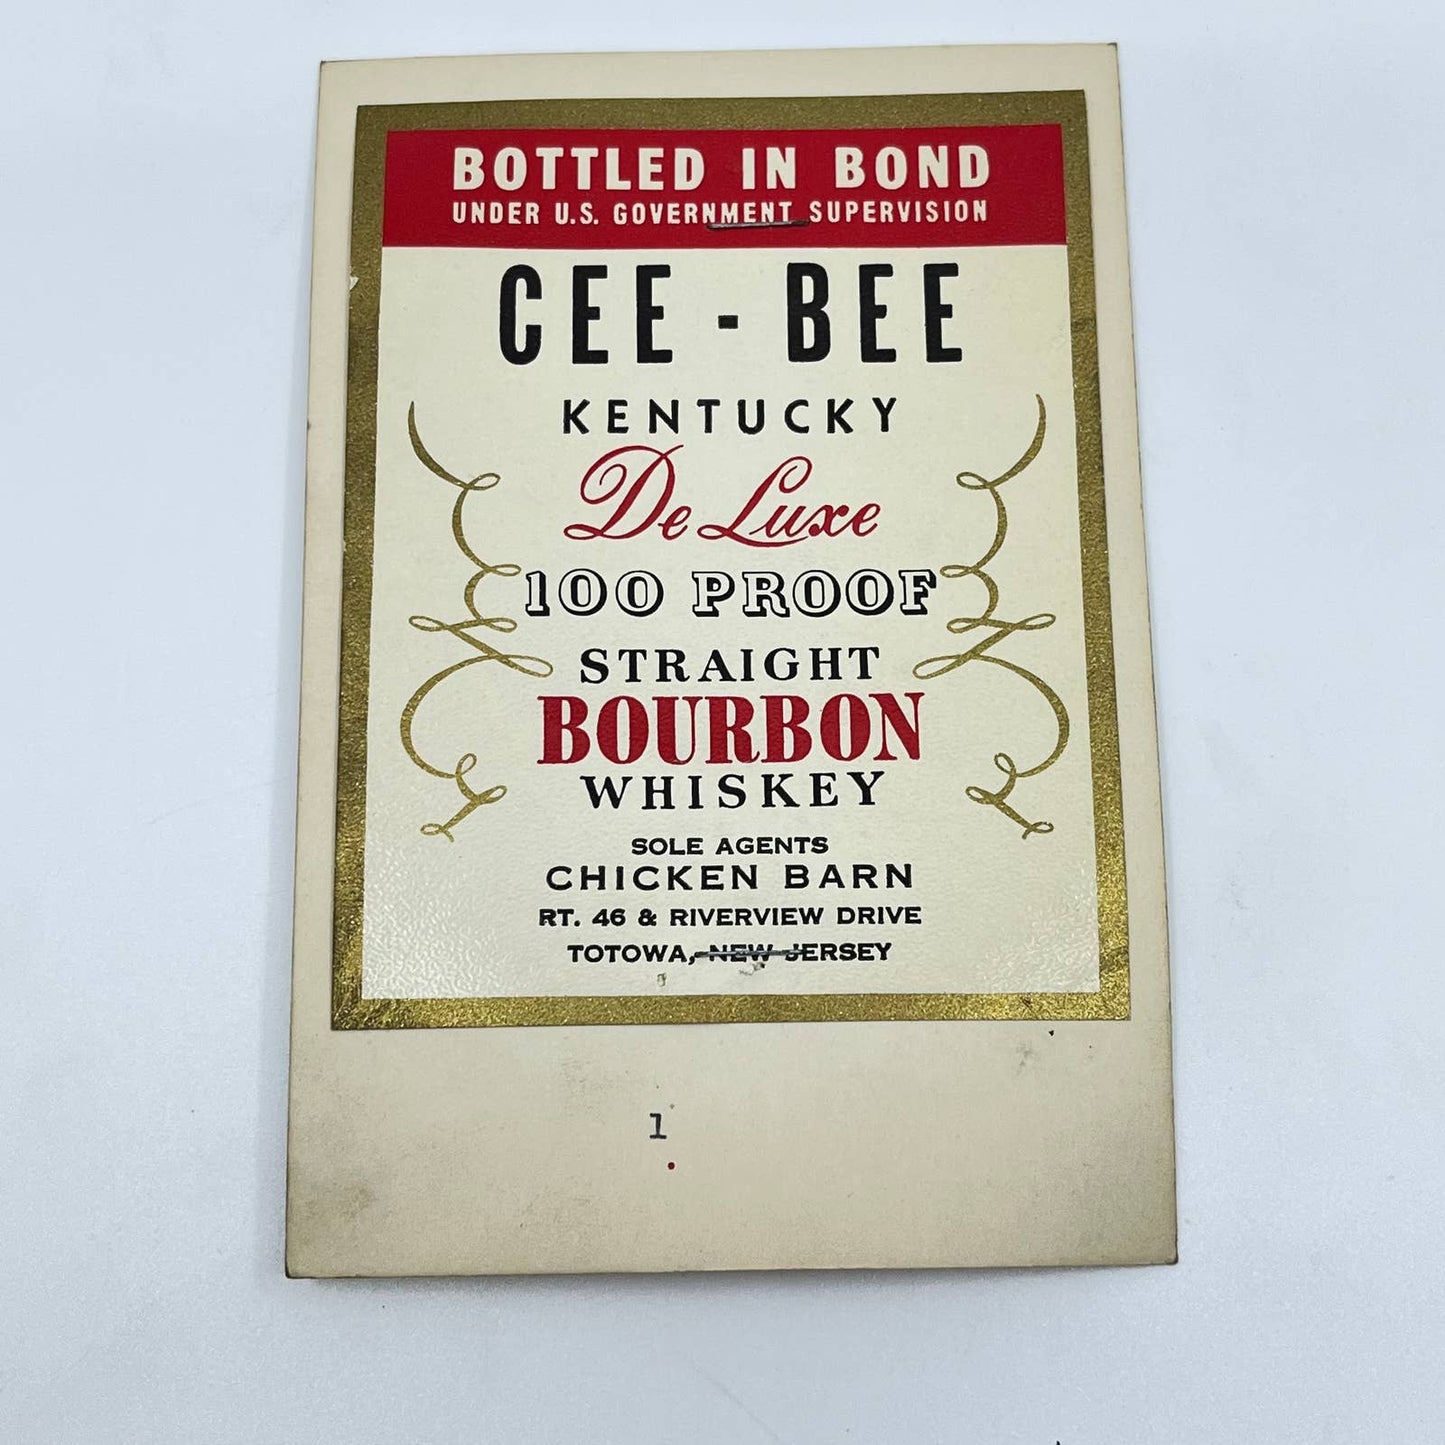 BOTTLED IN BOND
UNDER U.S. GOVERNMENT SUPERVISION
CEE - BEE
KENTUCKY
De Luxe
100 PROOF
STRAIGHT
BOURBON
WHISKEY
SOLE AGENTS
CHICKEN BARN
RT. 46 & RIVERVIEW DRIVE
TOTOWA, NEW JERSEY
1